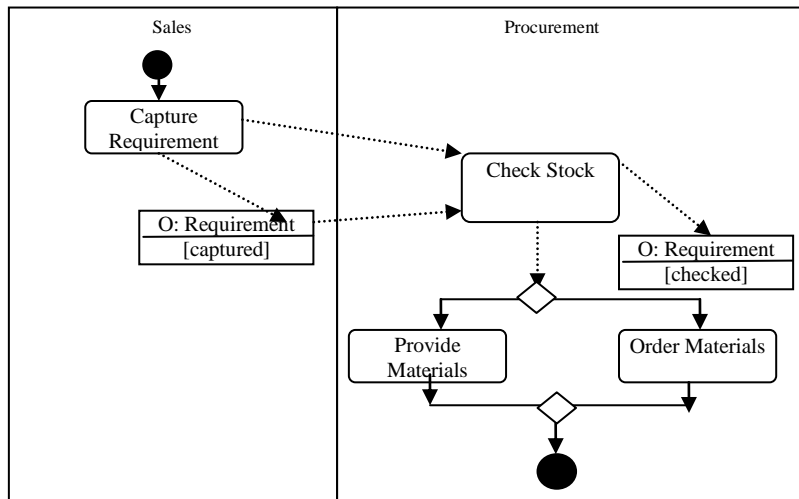 Sales
Procurement
Capture
Requirement
Check Stock
O: Requirement
[captured]
O: Requirement
[checked]
Provide
Materials
Order Materials